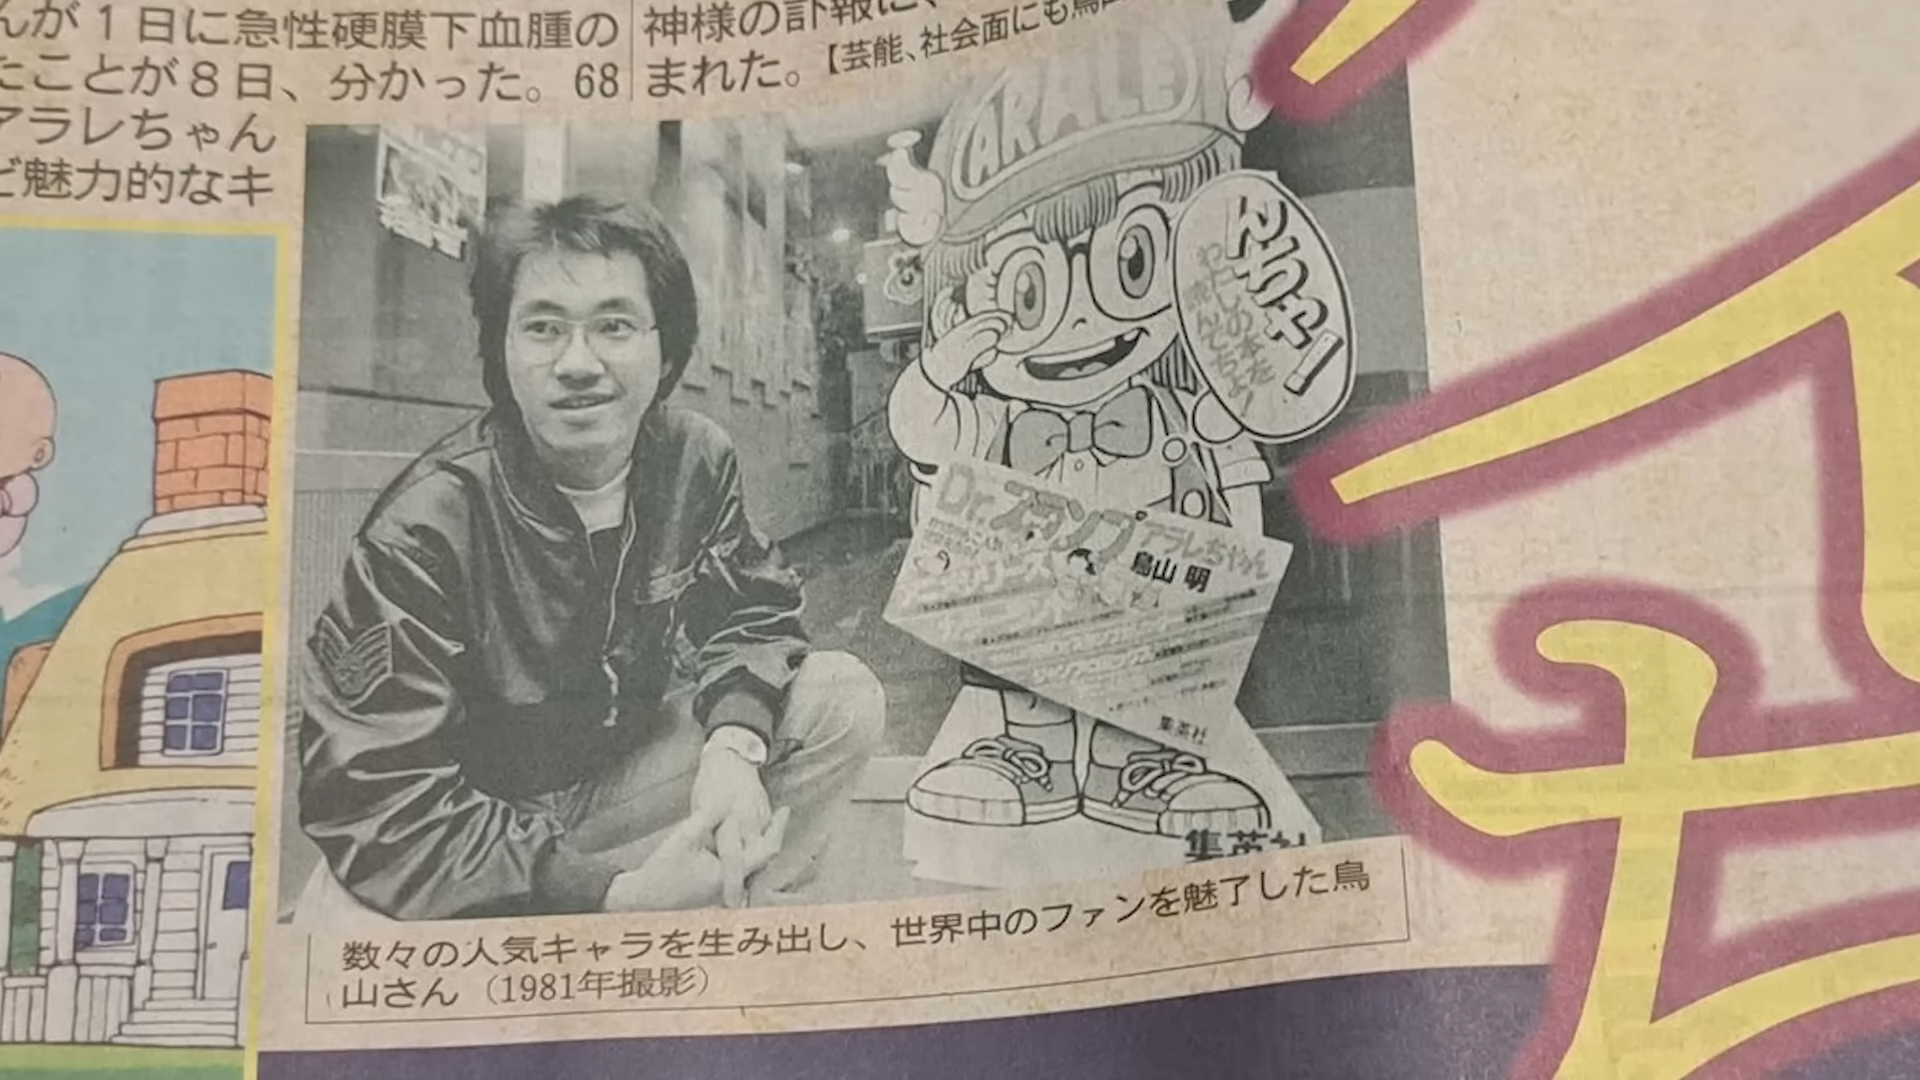 んが1日に急性硬膜下血腫の
たことが8日、分かった。68
アラレちゃん
ど魅力的なキ
神様の訃報に、
まれた。【芸能、社会面にも鳥山
ARALE
んちゃー
わたしの本だ
読んでちょ!
Dr.スランプ
アラレちゃん
鳥山 明
集英社
集英社
数々の人気キャラを生み出し、世界中のファンを魅了した鳥
山さん（1981年撮影）